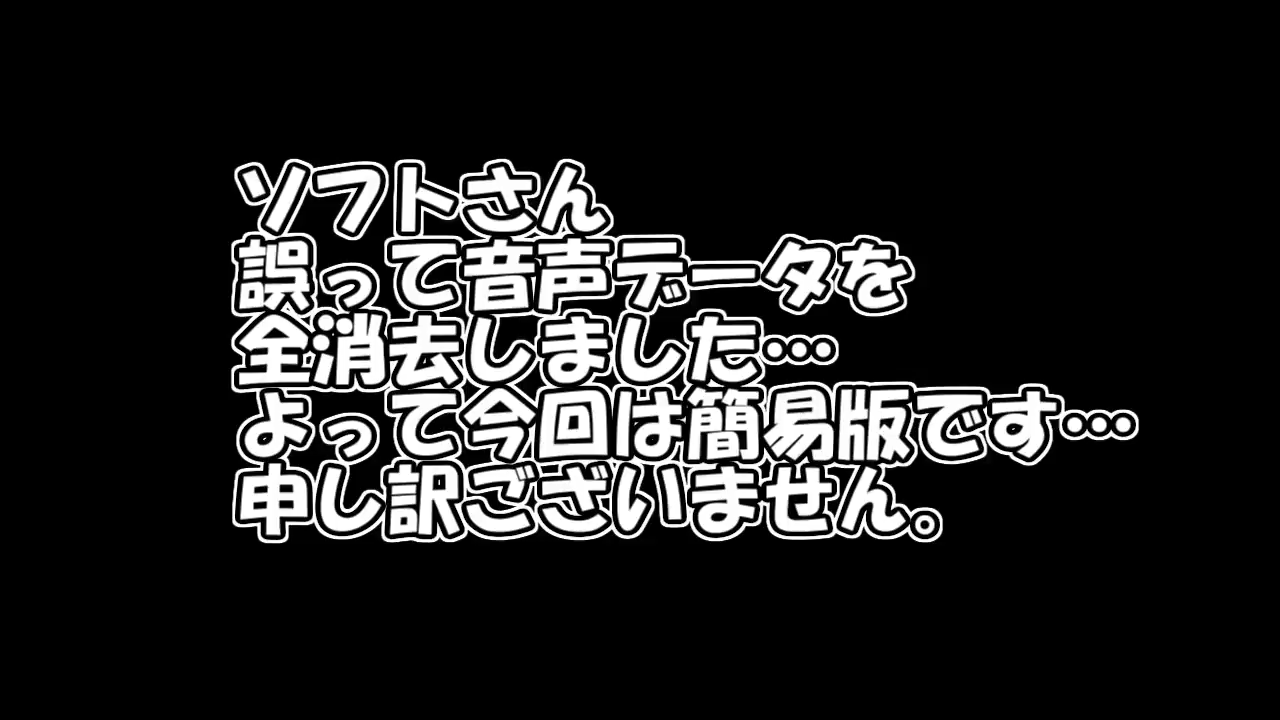 ソフトさん
誤って音声データを
全消去しました…
よって今回は簡易版です…
申し訳ございません。